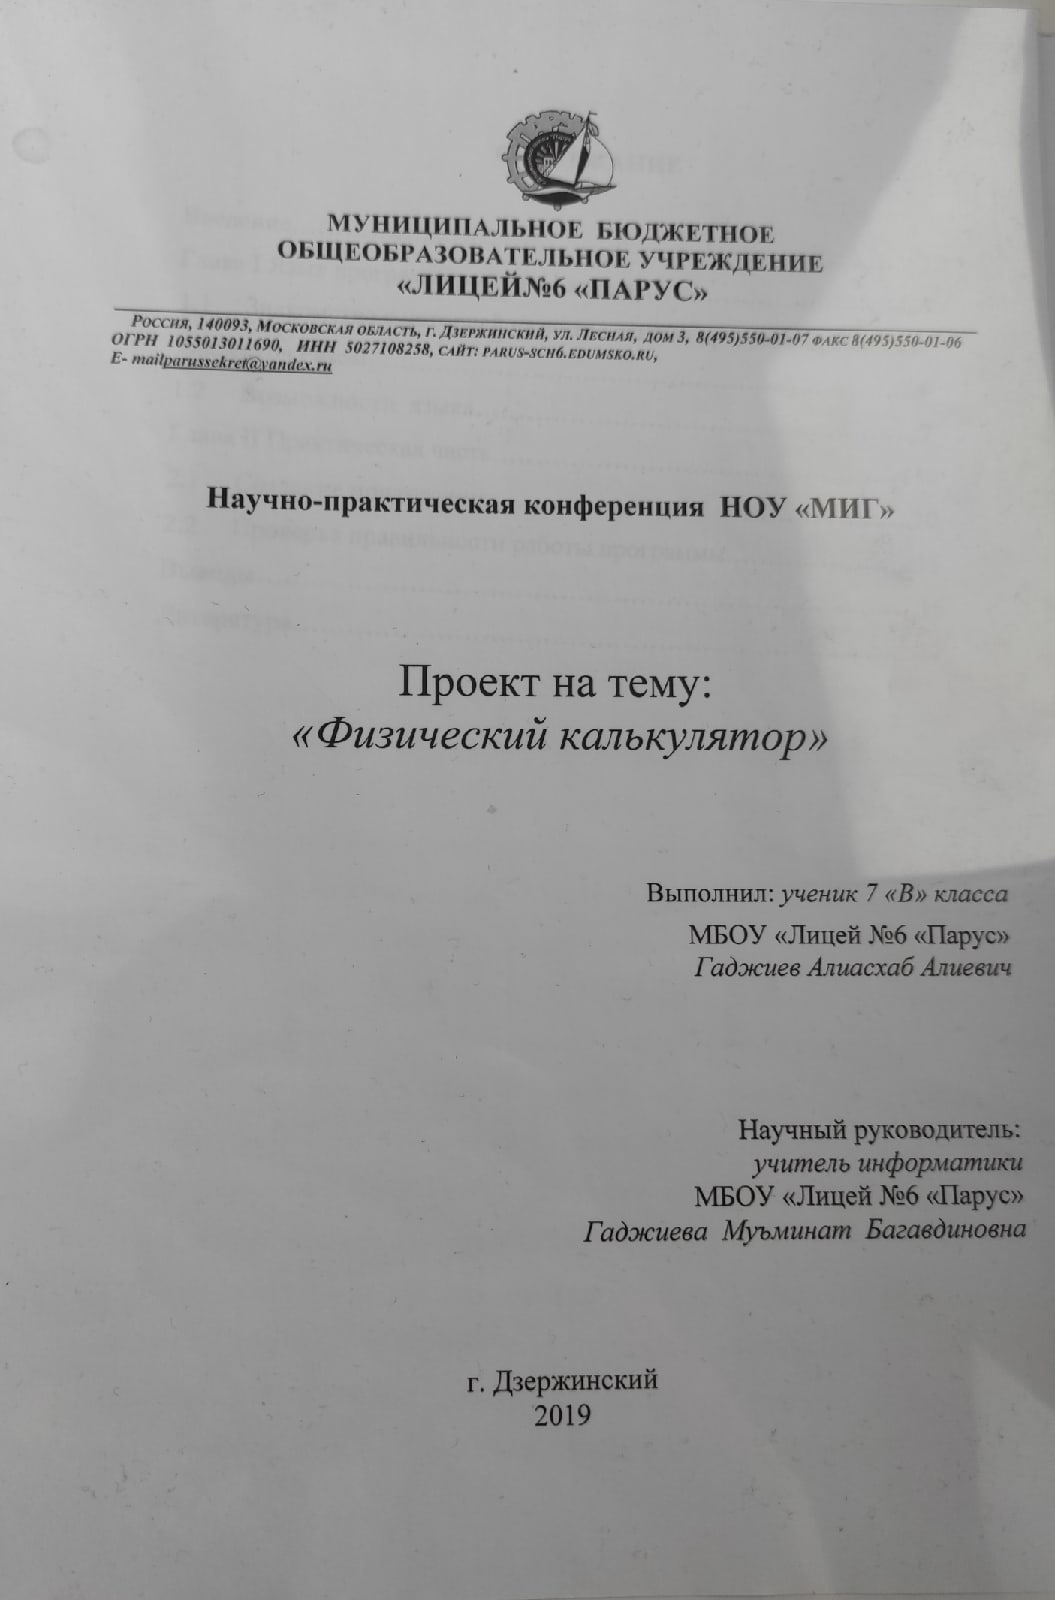 МУНИЦИПАЛЬНОЕ БЮДЖЕТНОЕ
ОБЩЕОБРАЗОВАТЕЛЬНОЕ УЧРЕЖДЕНИЕ
«ЛИЦЕЙ№6 «ПАРУС»
РОССИЯ, 140093, МОСКОВСКАЯ ОБЛАСТЬ, Г. ДЗЕРЖИНСКИЙ, УЛ. ЛЕСНАЯ, ДОМ 3, 8(495)550-01-07 ФАКС 8(495)550-01-06
ОГРН 1055013011690, ИНН 5027108258, САЙТ: PARUS-SCH6.EDUMSKO.RU,
E- mailparussekret@yandex.ru
Научно-практическая конференция НОУ «МИГ»
Проект на тему:
«Физический калькулятор»
Выполнил: ученик 7 «В» класса
МБОУ «Лицей №6 «Парус»
Гаджиев Алиасхаб Алиевич
Научный руководитель:
учитель информатики
МБОУ «Лицей №6 «Парус»
Гаджиева Муъминат Багавдиновна
г. Дзержинский
2019